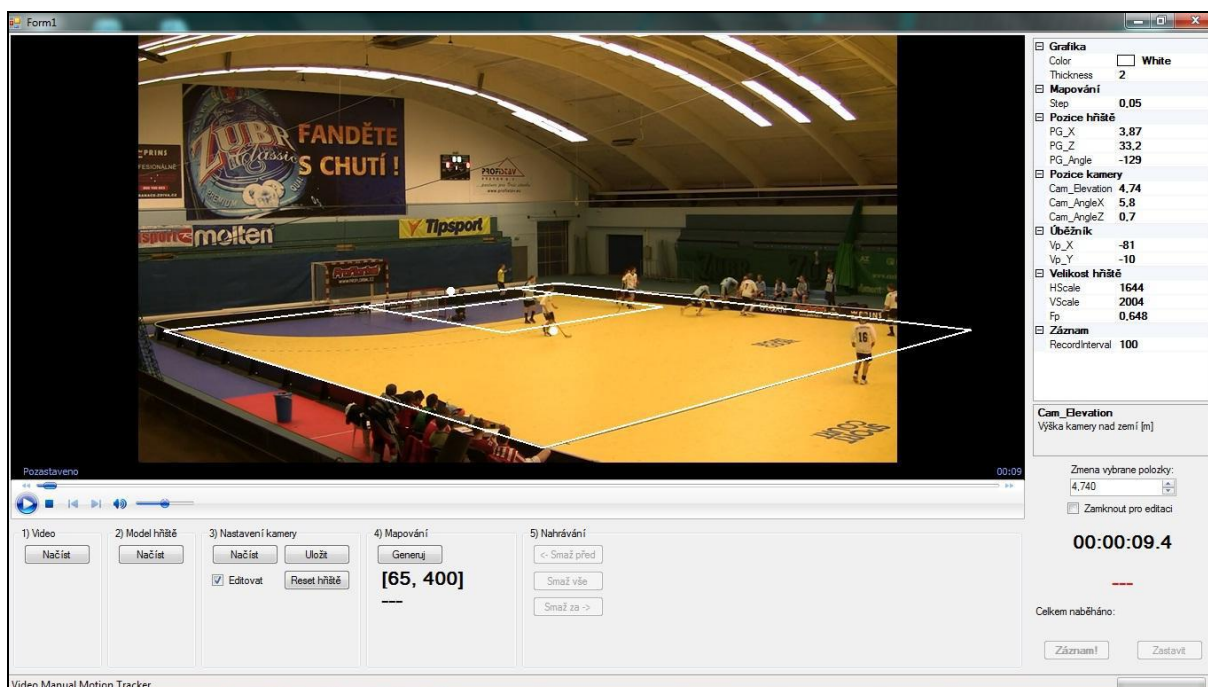 Form1
ZUBR
Classic
PREMIUM
FANDĚTE
S CHUTÍ !
PRINS
PROFISTAV
molten
Tipsport
16
Pozastaveno
00:09
Grafika
Color White
Thickness 2
Mapování
Step 0,05
Pozice hřiště
PG_X 3,87
PG_Z 33,2
PG_Angle -129
Pozice kamery
Cam_Elevation 4,74
Cam_AngleX 5,8
Cam_AngleZ 0,7
Úběžník
Vp_X -81
Vp_Y -10
Velikost hřiště
HScale 1644
VScale 2004
Fp 0,648
Záznam
RecordInterval 100
Cam_Elevation
Výška kamery nad zemí [m]
Zmena vybrane polozky:
4,740
Zamknout pro editaci
00:00:09.4
---
Celkem naběháno:
Záznam! Zastavit
1) Video
Načíst
2) Model hřiště
Načíst
3) Nastavení kamery
Načíst Uložit
Editovat Reset hřiště
4) Mapování
Generuj
[65, 400]
---
5) Nahrávání
<- Smaž před
Smaž vše
Smaž za ->
Video Manual Motion Tracker